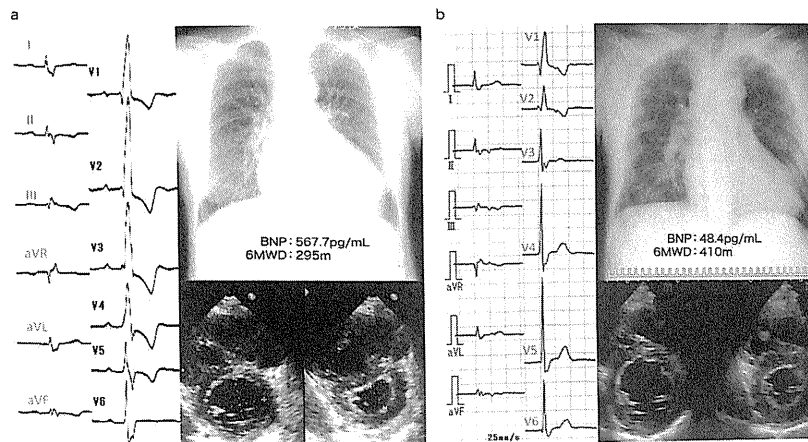 a
I
II
III
aVR
aVL
aVF
V1
V2
V3
V4
V5
V6
BNP：567.7pg/mL
6MWD：295m
b
I
II
III
aVR
aVL
aVF
V1
V2
V3
V4
V5
V6
25mm/s
BNP：48.4pg/mL
6MWD：410m